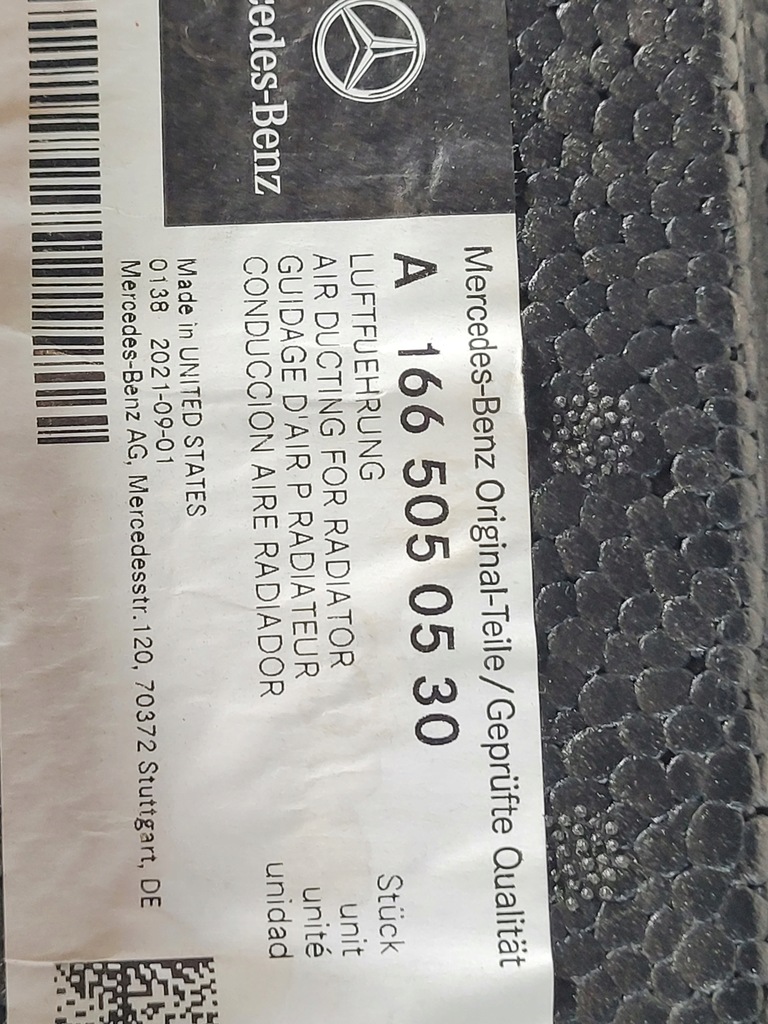 Mercedes-Benz Original-Teile/Geprüfte Qualität
A 166 505 05 30
LUFTFUEHRUNG Stück
AIR DUCTING FOR RADIATOR unit
GUIDAGE D'AIR P RADIATEUR unité
CONDUCCION AIRE RADIADOR unidad
Made in UNITED STATES
0138 2021-09-01
Mercedes-Benz AG, Mercedesstr.120, 70372 Stuttgart, DE
cedes-Benz